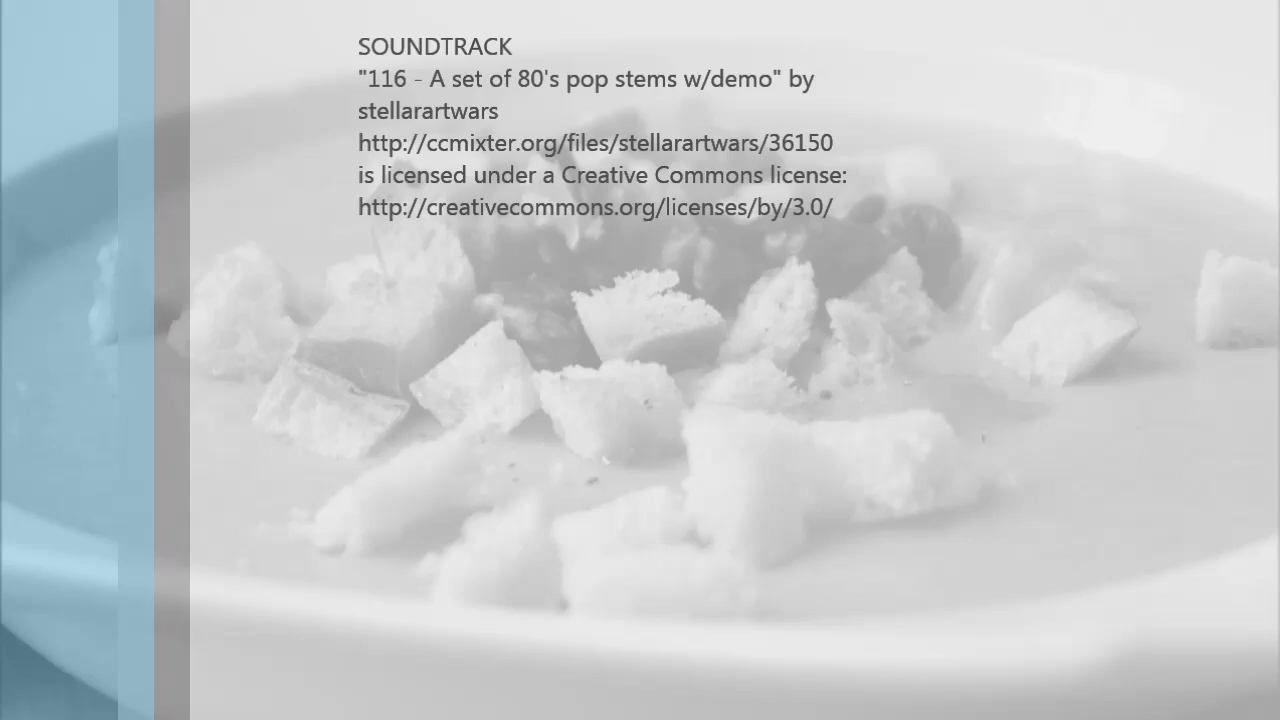 SOUNDTRACK
"116 - A set of 80's pop stems w/demo" by
stellarartwars
http://ccmixter.org/files/stellarartwars/36150
is licensed under a Creative Commons license:
http://creativecommons.org/licenses/by/3.0/